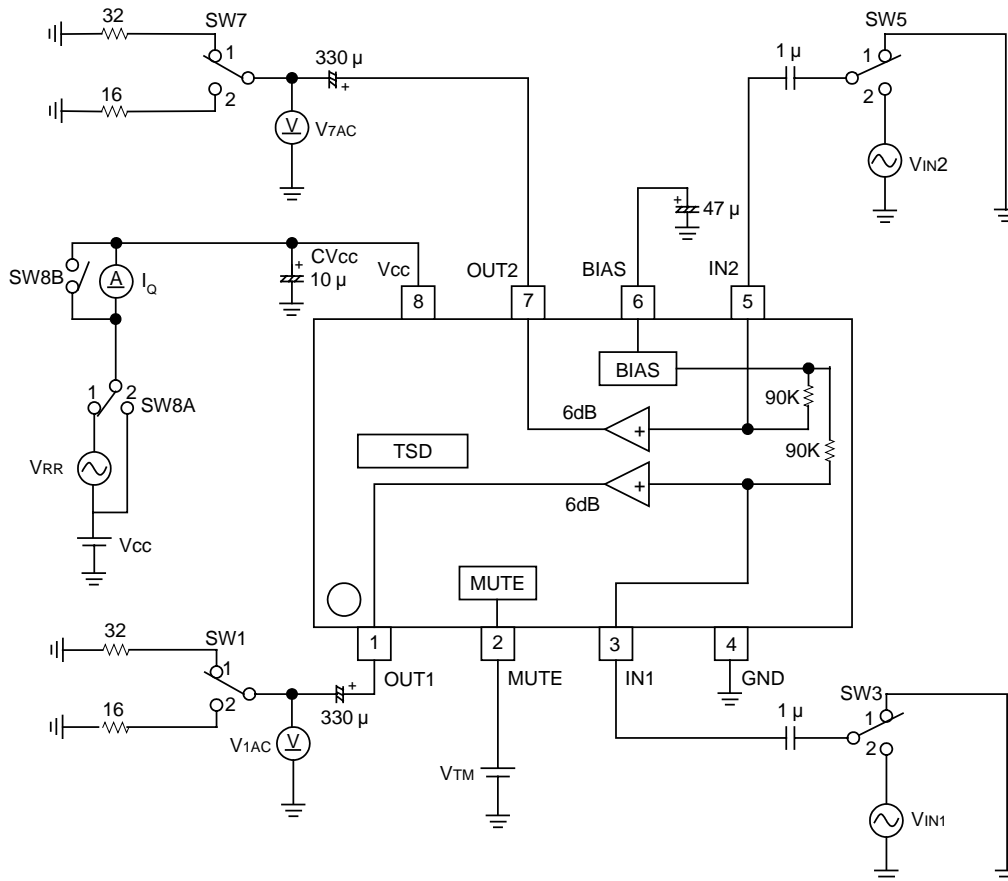 32
SW7
1
330 µ
+
2
16
V
V7AC
SW5
1 µ
1
2
VIN2
+
47 µ
SW8B
A
IQ
+
CVcc
10 µ
Vcc
OUT2
BIAS
IN2
8
7
6
5
BIAS
90K
6dB
+
90K
TSD
+
6dB
1
2
SW8A
VRR
Vcc
MUTE
1
2
3
4
OUT1
MUTE
IN1
GND
32
SW1
1
+
330 µ
2
16
V
V1AC
VTM
SW3
1 µ
1
2
VIN1